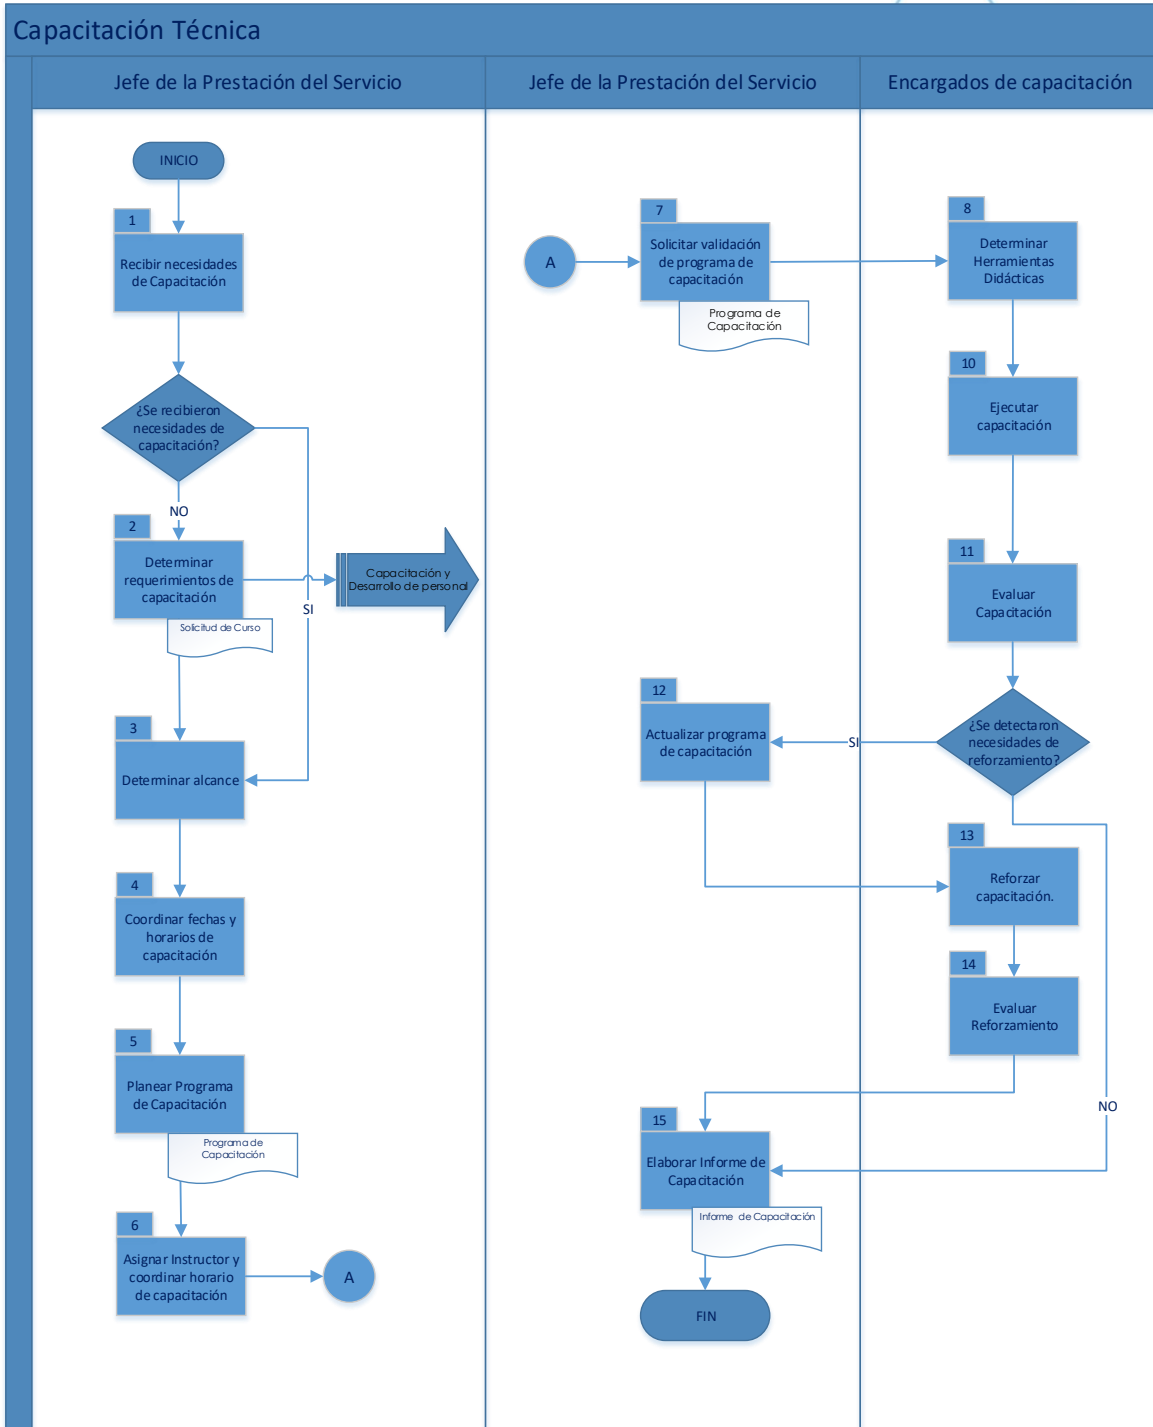 Capacitación Técnica
Jefe de la Prestación del Servicio
Jefe de la Prestación del Servicio
Encargados de capacitación
INICIO
1
Recibir necesidades
de Capacitación
¿Se recibieron
necesidades de
capacitación?
NO
SI
2
Determinar
requerimientos de
capacitación
Solicitud de Curso
Capacitación y
Desarrollo de personal
3
Determinar alcance
4
Coordinar fechas y
horarios de
capacitación
5
Planear Programa
de Capacitación
Programa de
Capacitación
6
Asignar Instructor y
coordinar horario
de capacitación
A
A
7
Solicitar validación
de programa de
capacitación
Programa de
Capacitación
8
Determinar
Herramientas
Didácticas
10
Ejecutar
capacitación
11
Evaluar
Capacitación
¿Se detectaron
necesidades de
reforzamiento?
SI
NO
12
Actualizar programa
de capacitación
13
Reforzar
capacitación.
14
Evaluar
Reforzamiento
15
Elaborar Informe de
Capacitación
Informe de Capacitación
FIN